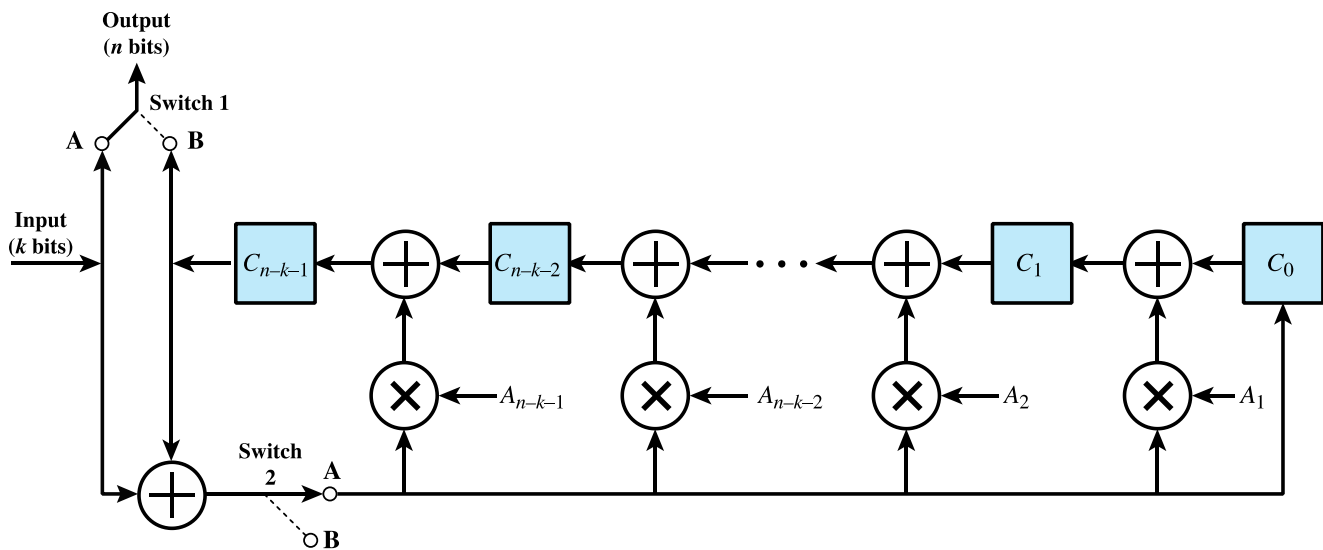 Output
(n bits)
Switch 1
A
B
Input
(k bits)
Cn–k–1
Cn–k–2
• • •
C1
C0
An–k–1
An–k–2
A2
A1
Switch
2
A
B